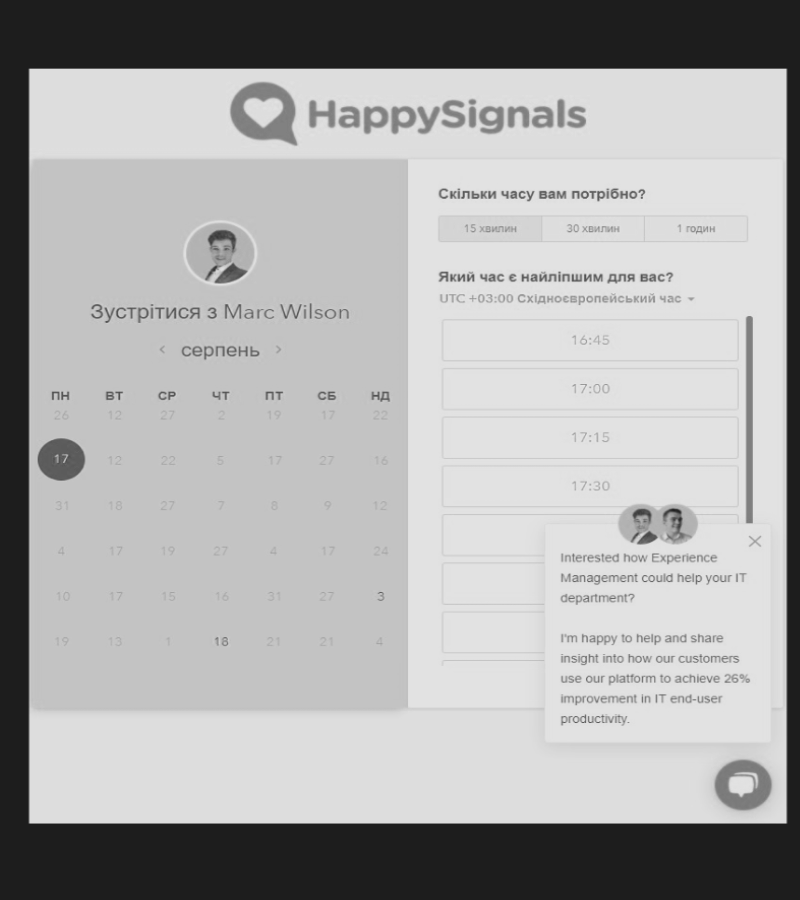 HappySignals
Зустрітися з Marc Wilson
‹ серпень ›
ПН ВТ СР ЧТ ПТ СБ НД
26 12 27 2 19 17 22
17 12 22 5 17 27 16
31 18 27 7 8 9 12
4 17 19 27 4 17 24
10 17 15 16 31 27 3
19 13 1 18 21 21 4
Скільки часу вам потрібно?
15 хвилин 30 хвилин 1 годин
Який час є найліпшим для вас?
UTC +03:00 Східноєвропейський час
16:45
17:00
17:15
17:30
Interested how Experience
Management could help your IT
department?
I'm happy to help and share
insight into how our customers
use our platform to achieve 26%
improvement in IT end-user
productivity.